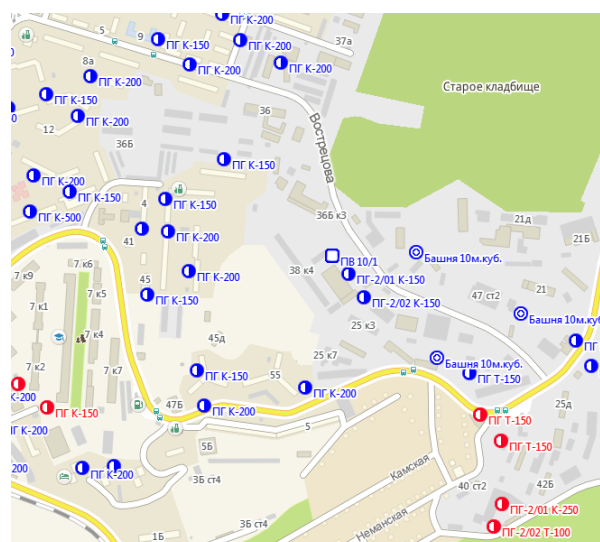 5
9
ПГ К-200
37а
ПГ К-150
ПГ К-200
8а
ПГ К-200
ПГ К-200
Старое кладбище
ПГ К-200
ПГ К-150
0
36
Вострецова
ПГ К-200
12
36Б
ПГ К-150
ПГ К-200
ПГ К-150
4
ПГ К-150
ПГ К-500
36Б к3
21д
41
ПГ К-200
21Б
7 к6
ПВ 10/1
Башня 10м.куб.
7 к9
38 к4
ПГ К-200
45
ПГ-2/01 К-150
7 к5
47 ст2
21
ПГ К-150
ПГ-2/02 К-150
7 к1
Башня 10м.куб
25 к3
7 к4
45д
ПГ
25 к7
7 к2
Башня 10м.куб.
ПГ К-150
55
ПГ Т-150
К-200
7 к7
ПГ К-200
47Б
25д
ПГ К-150
ПГ К-200
ПГ Т-150
5
ПГ К-200
5Б
ПГ Т-150
Камская
ПГ К-200
3Б ст4
40 ст2
42Б
Неманская
ПГ-2/01 К-250
3Б ст4
ПГ-2/02 Т-100
1Б